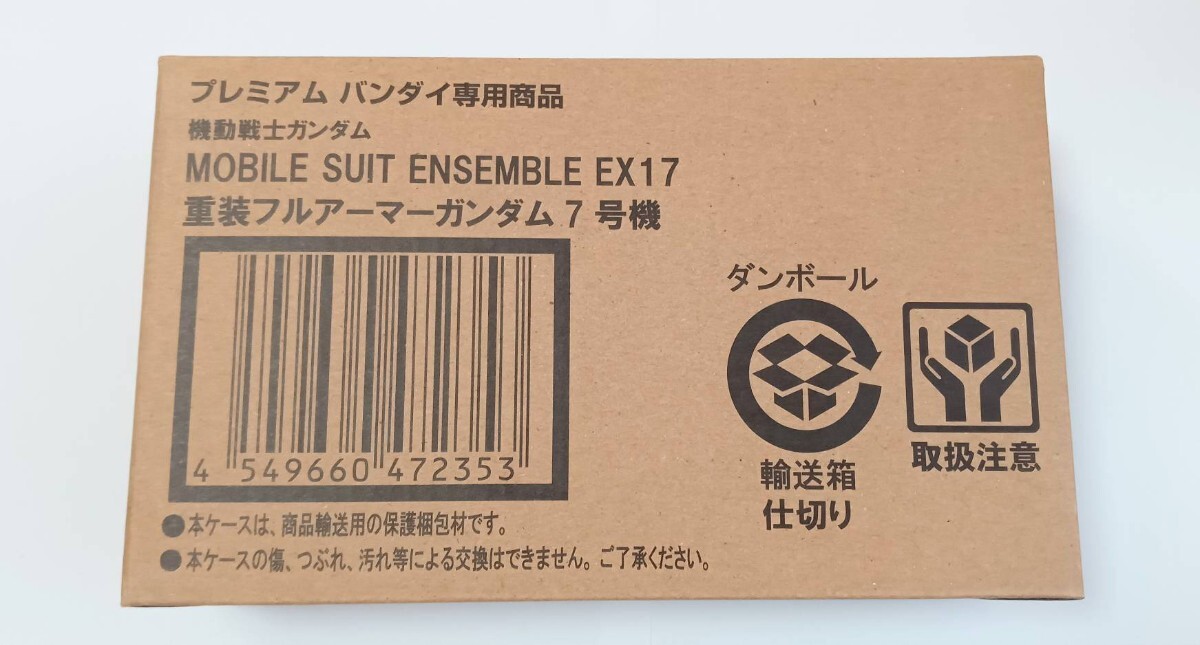 プレミアム バンダイ専用商品
機動戦士ガンダム
MOBILE SUIT ENSEMBLE EX17
重装フルアーマーガンダム 7 号機
4 549660 472353
ダンボール
輸送箱
仕切り
取扱注意
●本ケースは、商品輸送用の保護梱包材です。
●本ケースの傷、つぶれ、汚れ等による交換はできません。ご了承ください。